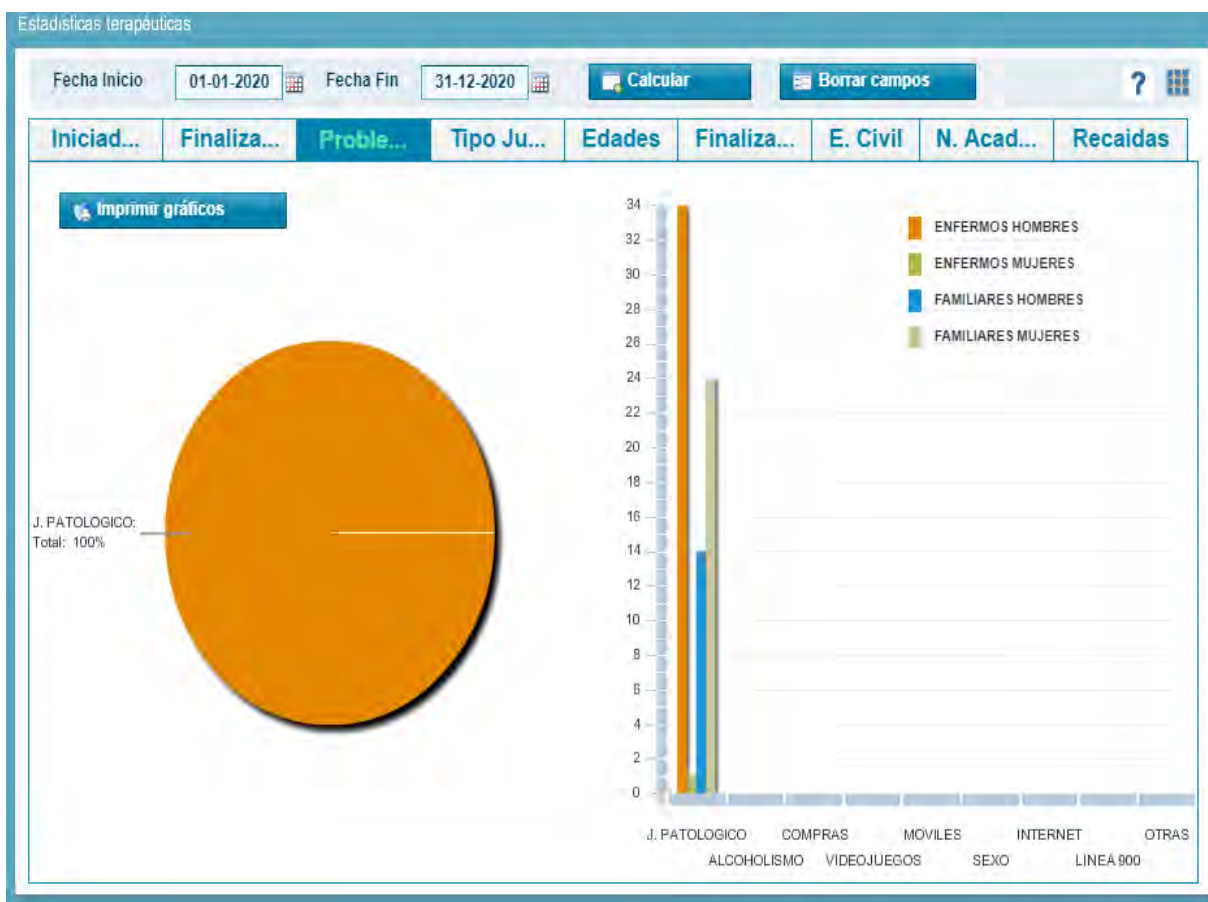 Estadísticas terapéuticas
Fecha Inicio 01-01-2020 Fecha Fin 31-12-2020 Calcular Borrar campos ?
Iniciad... Finaliza... Proble... Tipo Ju... Edades Finaliza... E. Civil N. Acad... Recaidas
Imprimir gráficos
J. PATOLOGICO:
Total: 100%
34
32
30
28
26
24
22
20
18
16
14
12
10
8
6
4
2
0
ENFERMOS HOMBRES
ENFERMOS MUJERES
FAMILIARES HOMBRES
FAMILIARES MUJERES
J. PATOLOGICO COMPRAS MOVILES INTERNET OTRAS
ALCOHOLISMO VIDEOJUEGOS SEXO LINEA 900